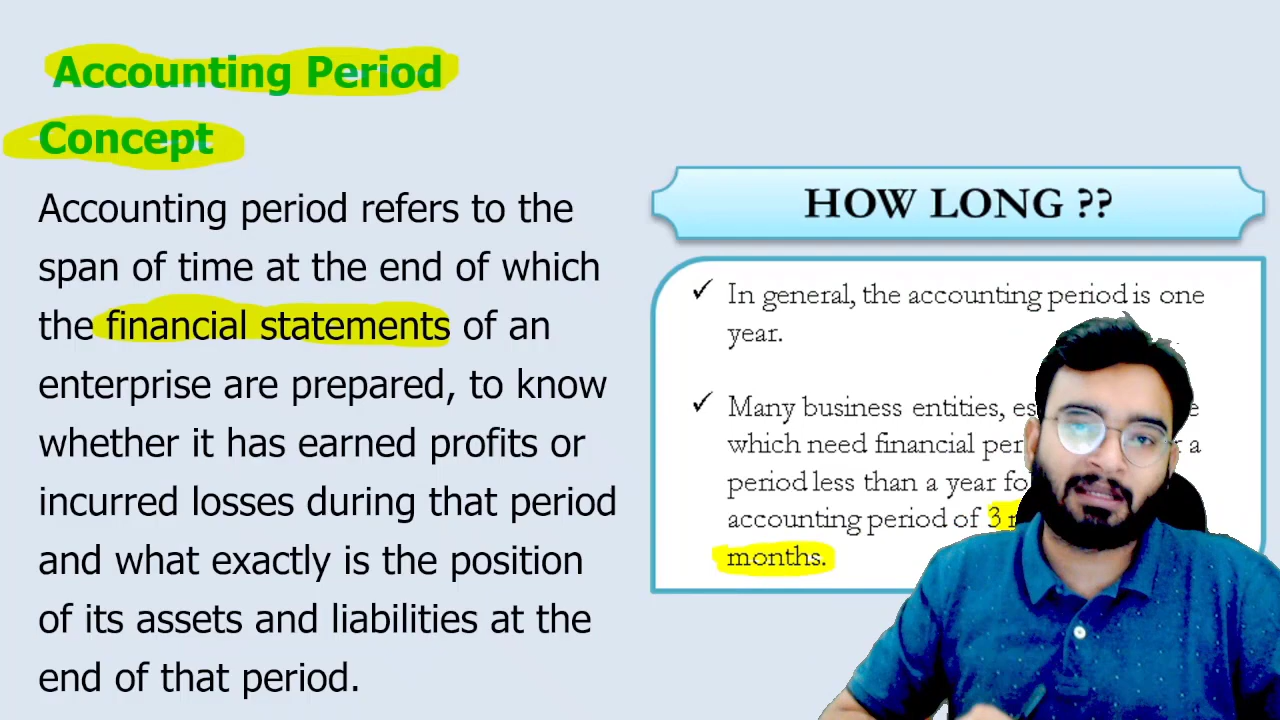 Accounting Period
Concept
Accounting period refers to the
span of time at the end of which
the financial statements of an
enterprise are prepared, to know
whether it has earned profits or
incurred losses during that period
and what exactly is the position
of its assets and liabilities at the
end of that period.
HOW LONG ??
In general, the accounting period is one
year.
Many business entities,
which need financial a
period less than a year
accounting period of 3
months.